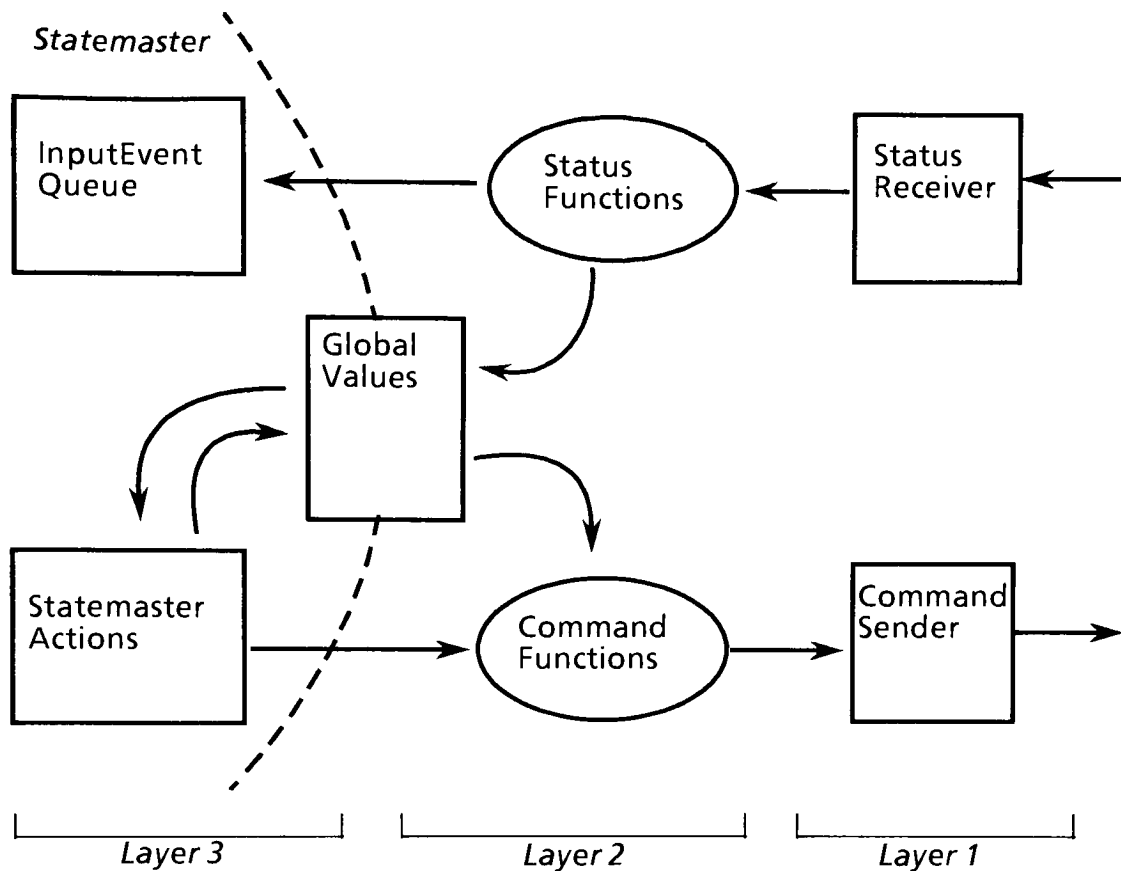 Statemaster
InputEvent
Queue
Status
Functions
Status
Receiver
Global
Values
Statemaster
Actions
Command
Functions
Command
Sender
Layer 3
Layer 2
Layer 1